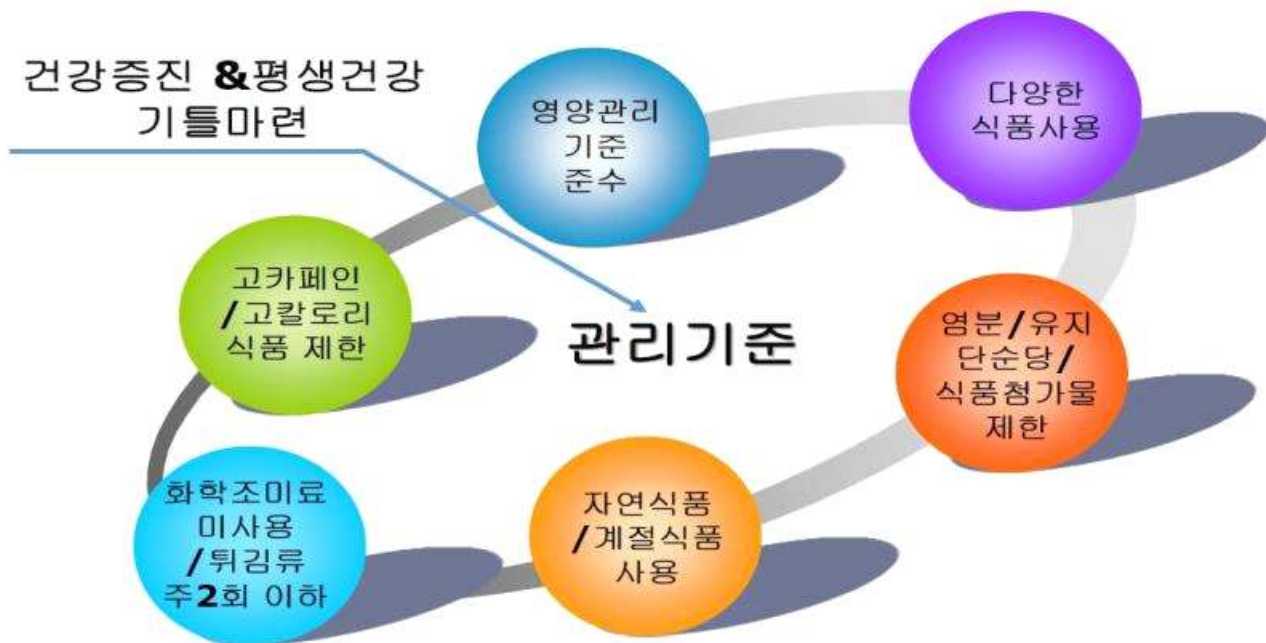 건강증진 &평생건강
기틀마련
영양관리
기준
준수
다양한
식품사용
고카페인
/고칼로리
식품 제한
관리기준
염분/유지
단순당/
식품첨가물
제한
화학조미료
미사용
/튀김류
주2회 이하
자연식품
/계절식품
사용